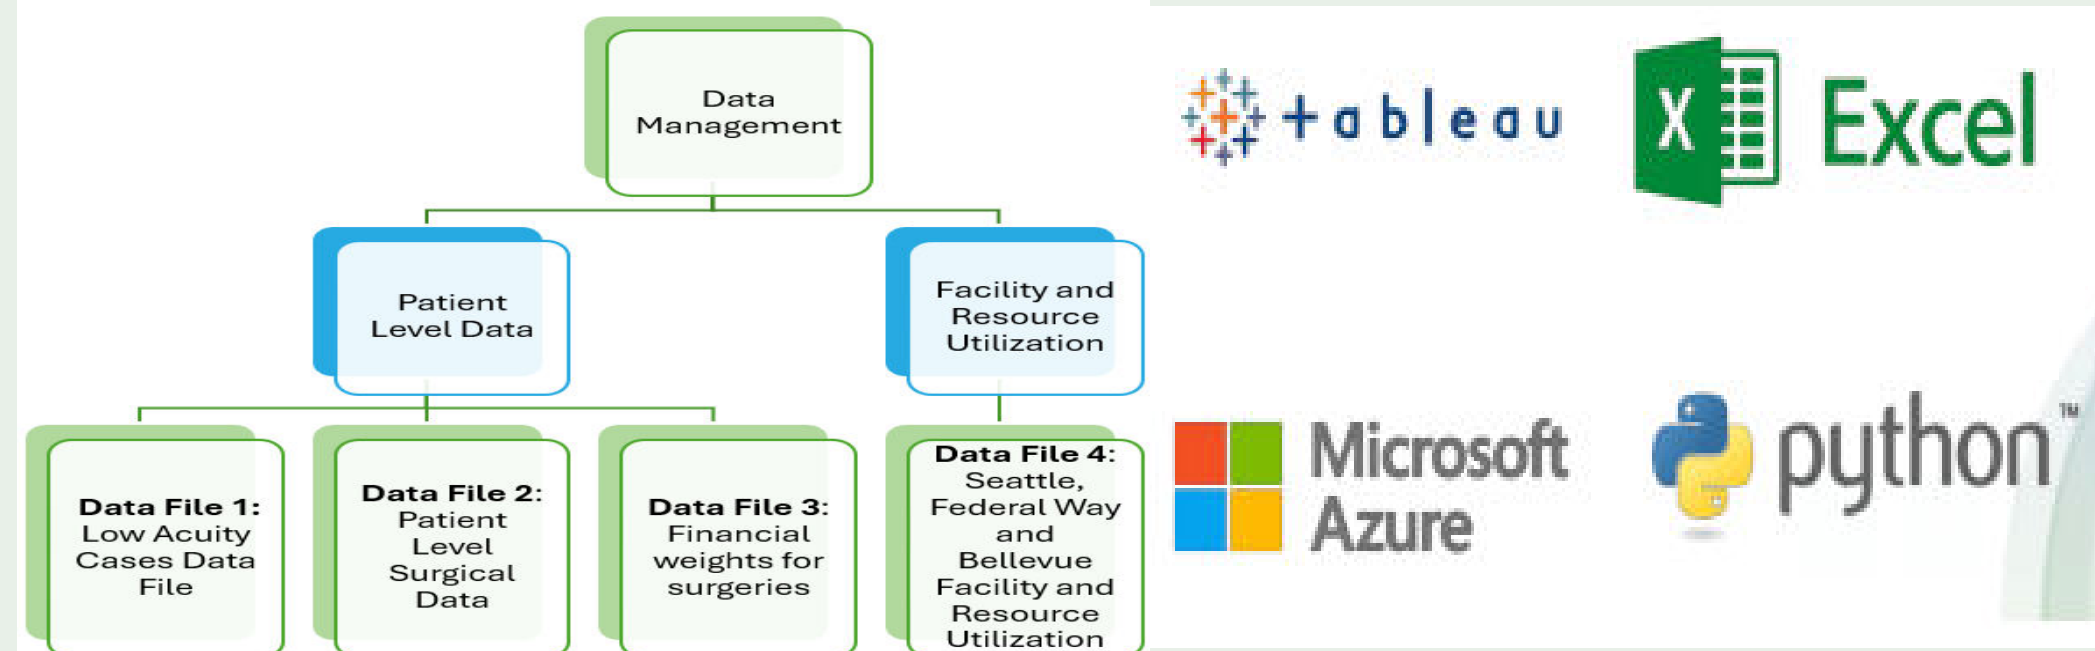 Data
Management
Patient
Level Data
Facility and
Resource
Utilization
Data File 1:
Low Acuity
Cases Data
File
Data File 2:
Patient
Level
Surgical
Data
Data File 3:
Financial
weights for
surgeries
Data File 4:
Seattle,
Federal Way
and
Bellevue
Facility and
Resource
Utilization
+ableau
X
Excel
Microsoft
Azure
python™